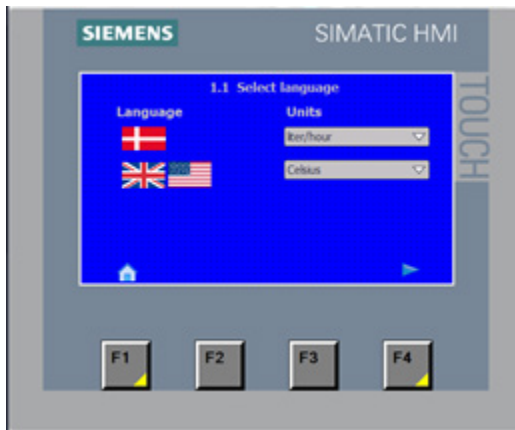 SIEMENS
SIMATIC HMI
TOUCH
1.1 Select language
Language
Units
liter/hour
Celsius
F1
F2
F3
F4